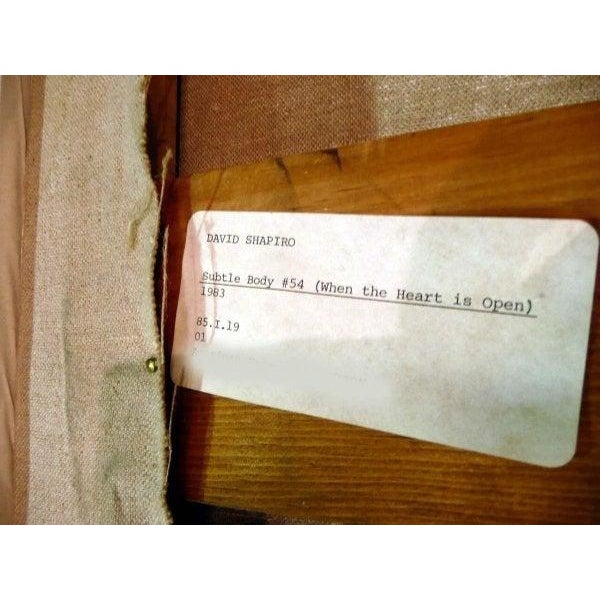 DAVID SHAPIRO
Subtle Body #54 (When the Heart is Open)
1983
85.I.19
01